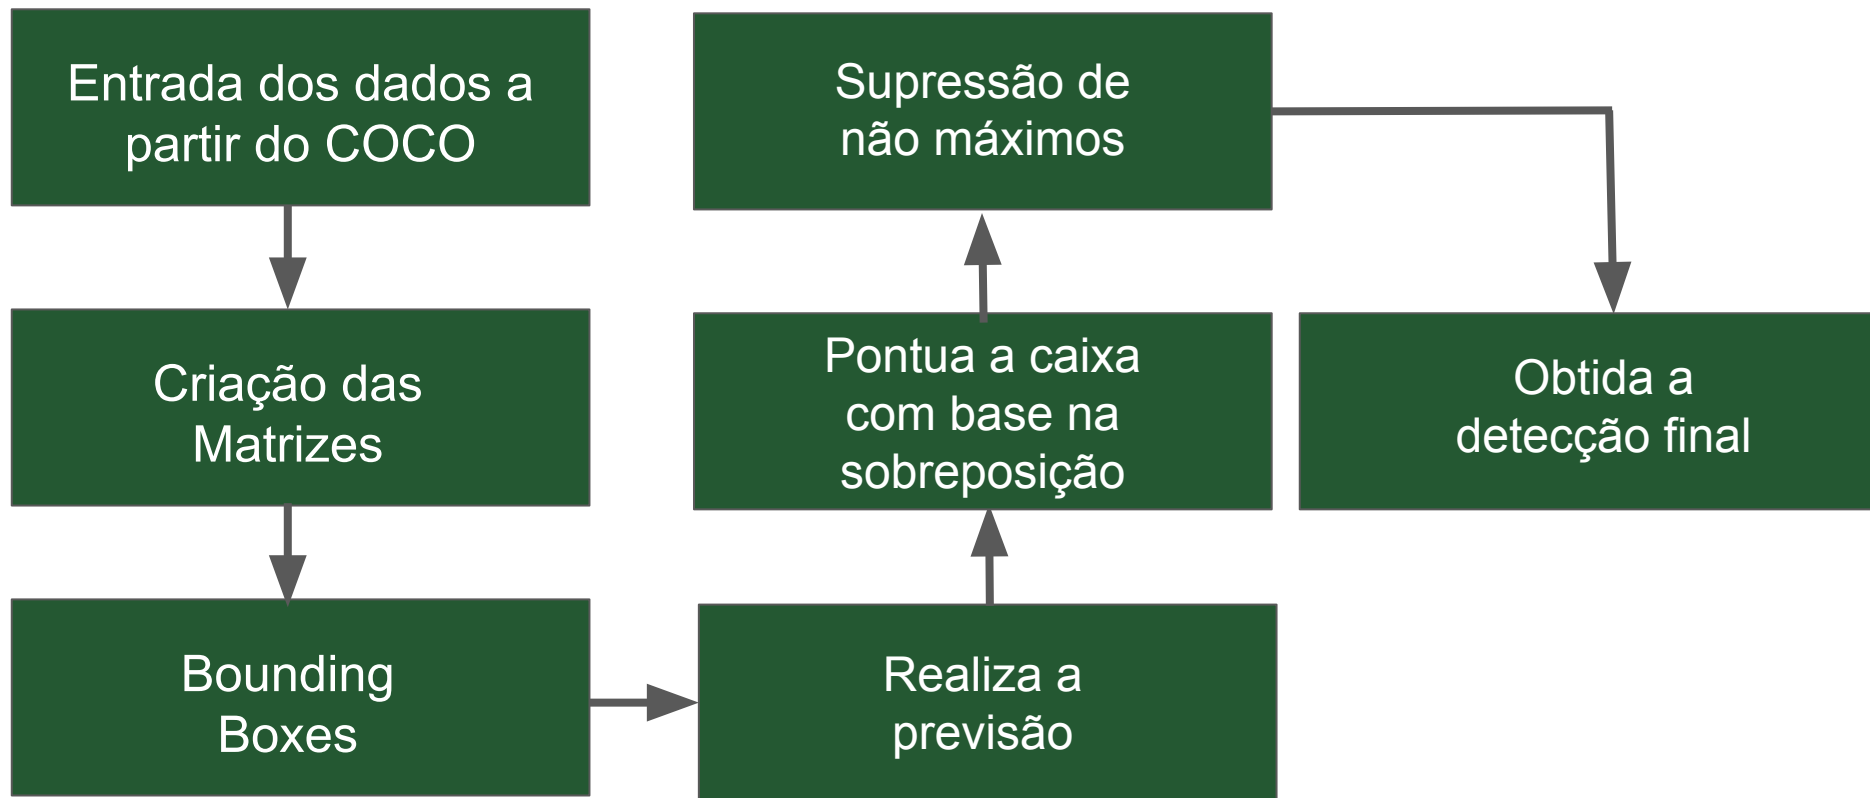 Entrada dos dados a
partir do COCO
Criação das
Matrizes
Bounding
Boxes
Realiza a
previsão
Pontua a caixa
com base na
sobreposição
Supressão de
não máximos
Obtida a
detecção final